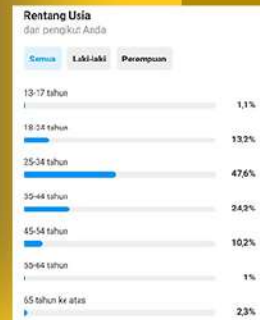 Rentang Usia
dari pengikut Anda
Semua Laki-laki Perempuan
13-17 tahun
1,1%
18-24 tahun
13,2%
25-34 tahun
47,6%
35-44 tahun
24,2%
45-54 tahun
10,2%
55-64 tahun
1%
65 tahun ke atas
2,3%